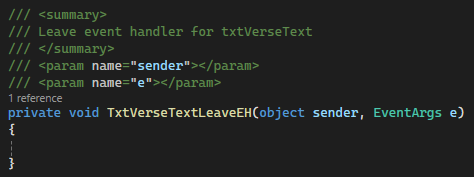 /// <summary>
/// Leave event handler for txtVerseText
/// </summary>
/// <param name="sender"></param>
/// <param name="e"></param>
1 reference
private void TxtVerseTextLeaveEH(object sender, EventArgs e)
{
}